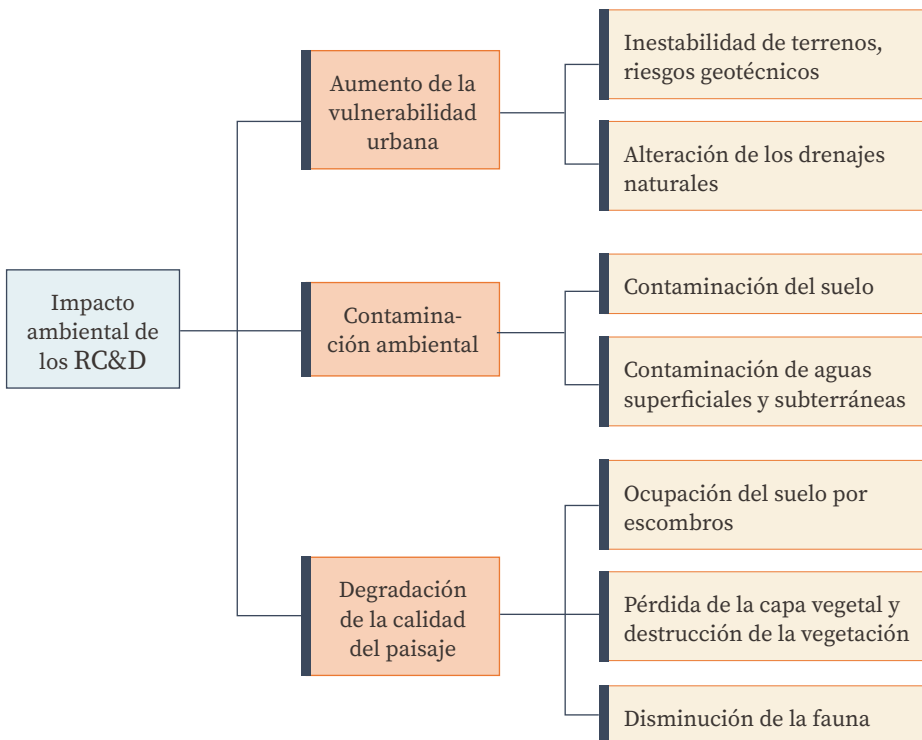 Impacto
ambiental de
los RC&D
Aumento de la
vulnerabilidad
urbana
Inestabilidad de terrenos,
riesgos geotécnicos
Alteración de los drenajes
naturales
Contamina-
ción ambiental
Contaminación del suelo
Contaminación de aguas
superficiales y subterráneas
Degradación
de la calidad
del paisaje
Ocupación del suelo por
escombros
Pérdida de la capa vegetal y
destrucción de la vegetación
Disminución de la fauna